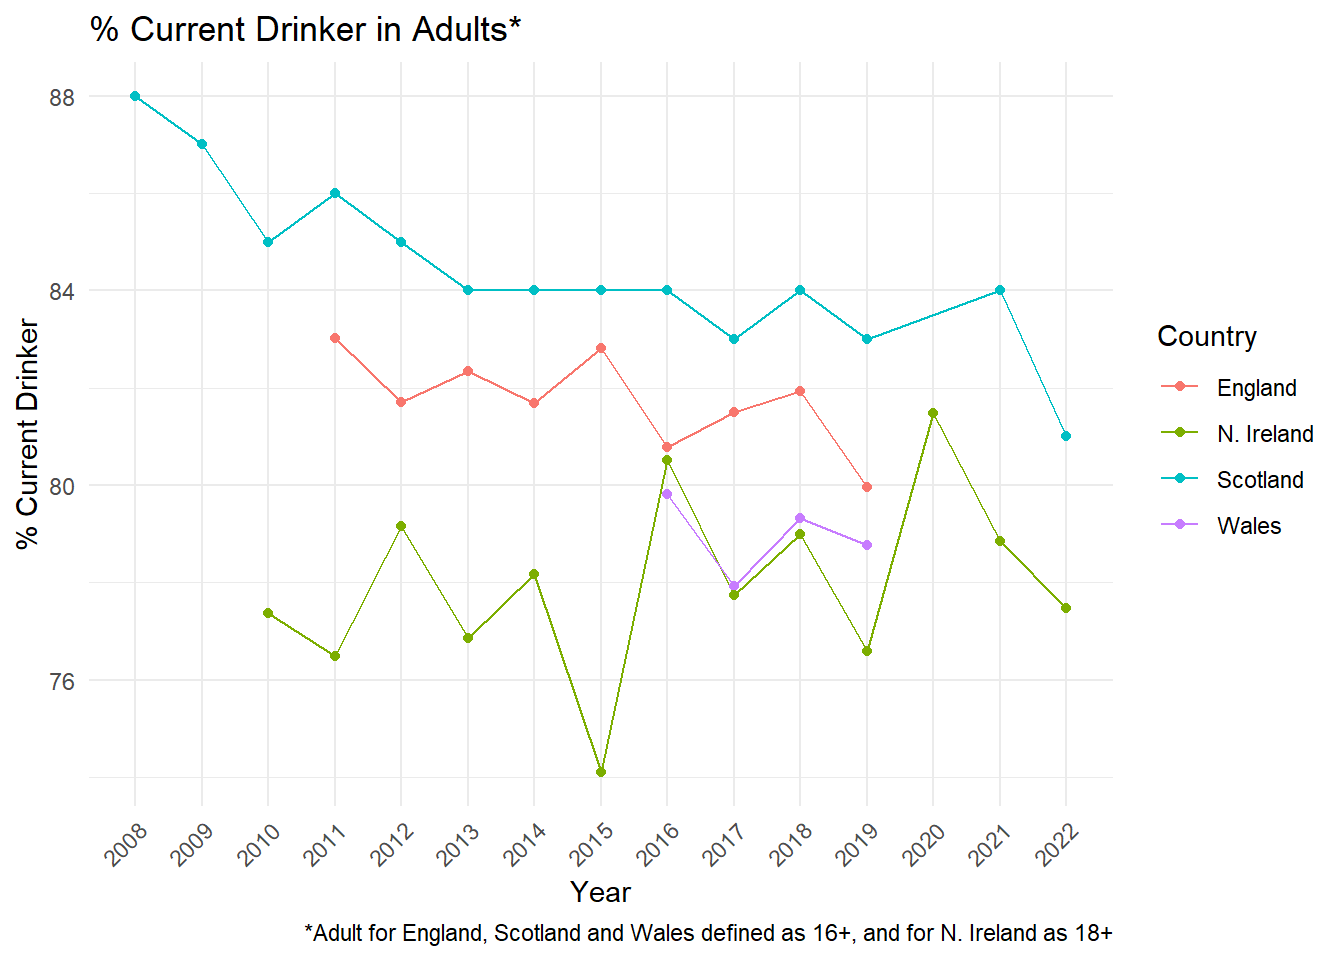 % Current Drinker in Adults*
% Current Drinker
88
84
80
76
2008
2009
2010
2011
2012
2013
2014
2015
2016
2017
2018
2019
2020
2021
2022
Year
Country
England
N. Ireland
Scotland
Wales
*Adult for England, Scotland and Wales defined as 16+, and for N. Ireland as 18+